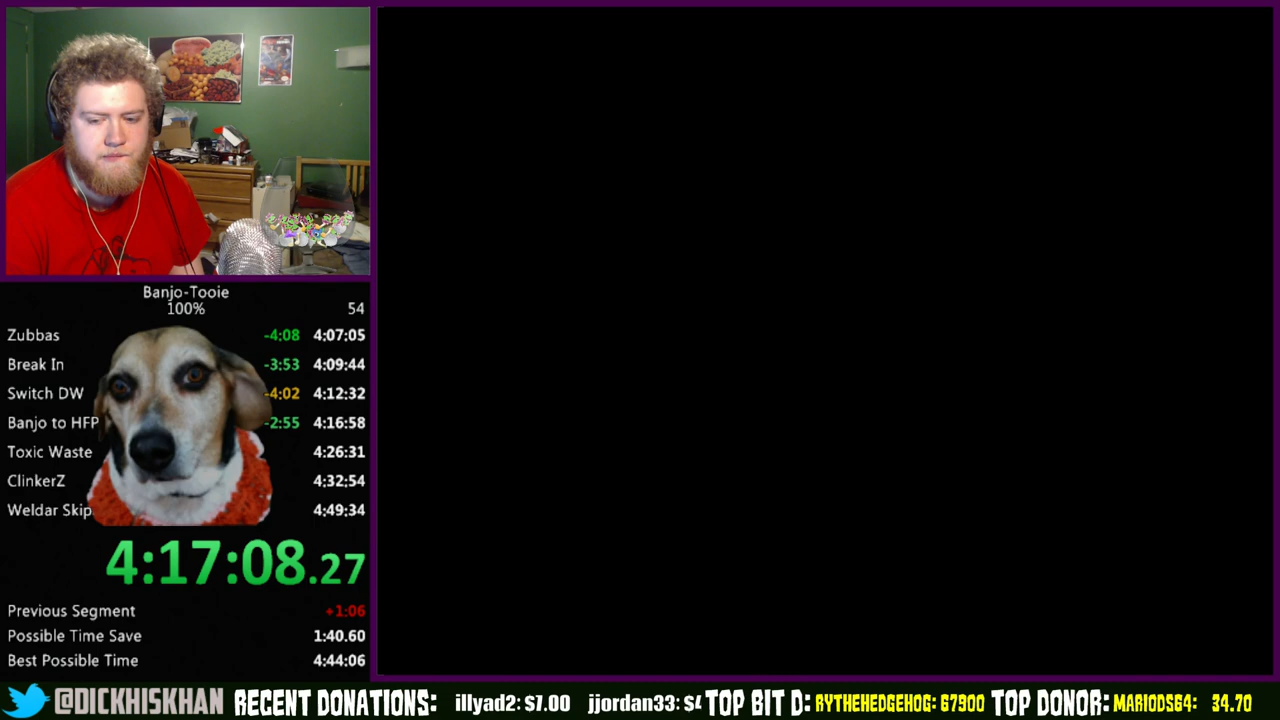 Banjo-Tooie
100% 54
Zubbas -4:08 4:07:05
Break In -3:53 4:09:44
Switch DW -4:02 4:12:32
Banjo to HFP -2:55 4:16:58
Toxic Waste 4:26:31
ClinkerZ 4:32:54
Weldar Skip 4:49:34
4:17:08.27
Previous Segment +1:06
Possible Time Save 1:40.60
Best Possible Time 4:44:06
@DICKHISKHAN RECENT DONATIONS: illyad2: $7.00 jjordan33: $4 TOP BIT D: RYTHEHEDGEHOG: 67900 TOP DONOR: MARIODS64: 34.70